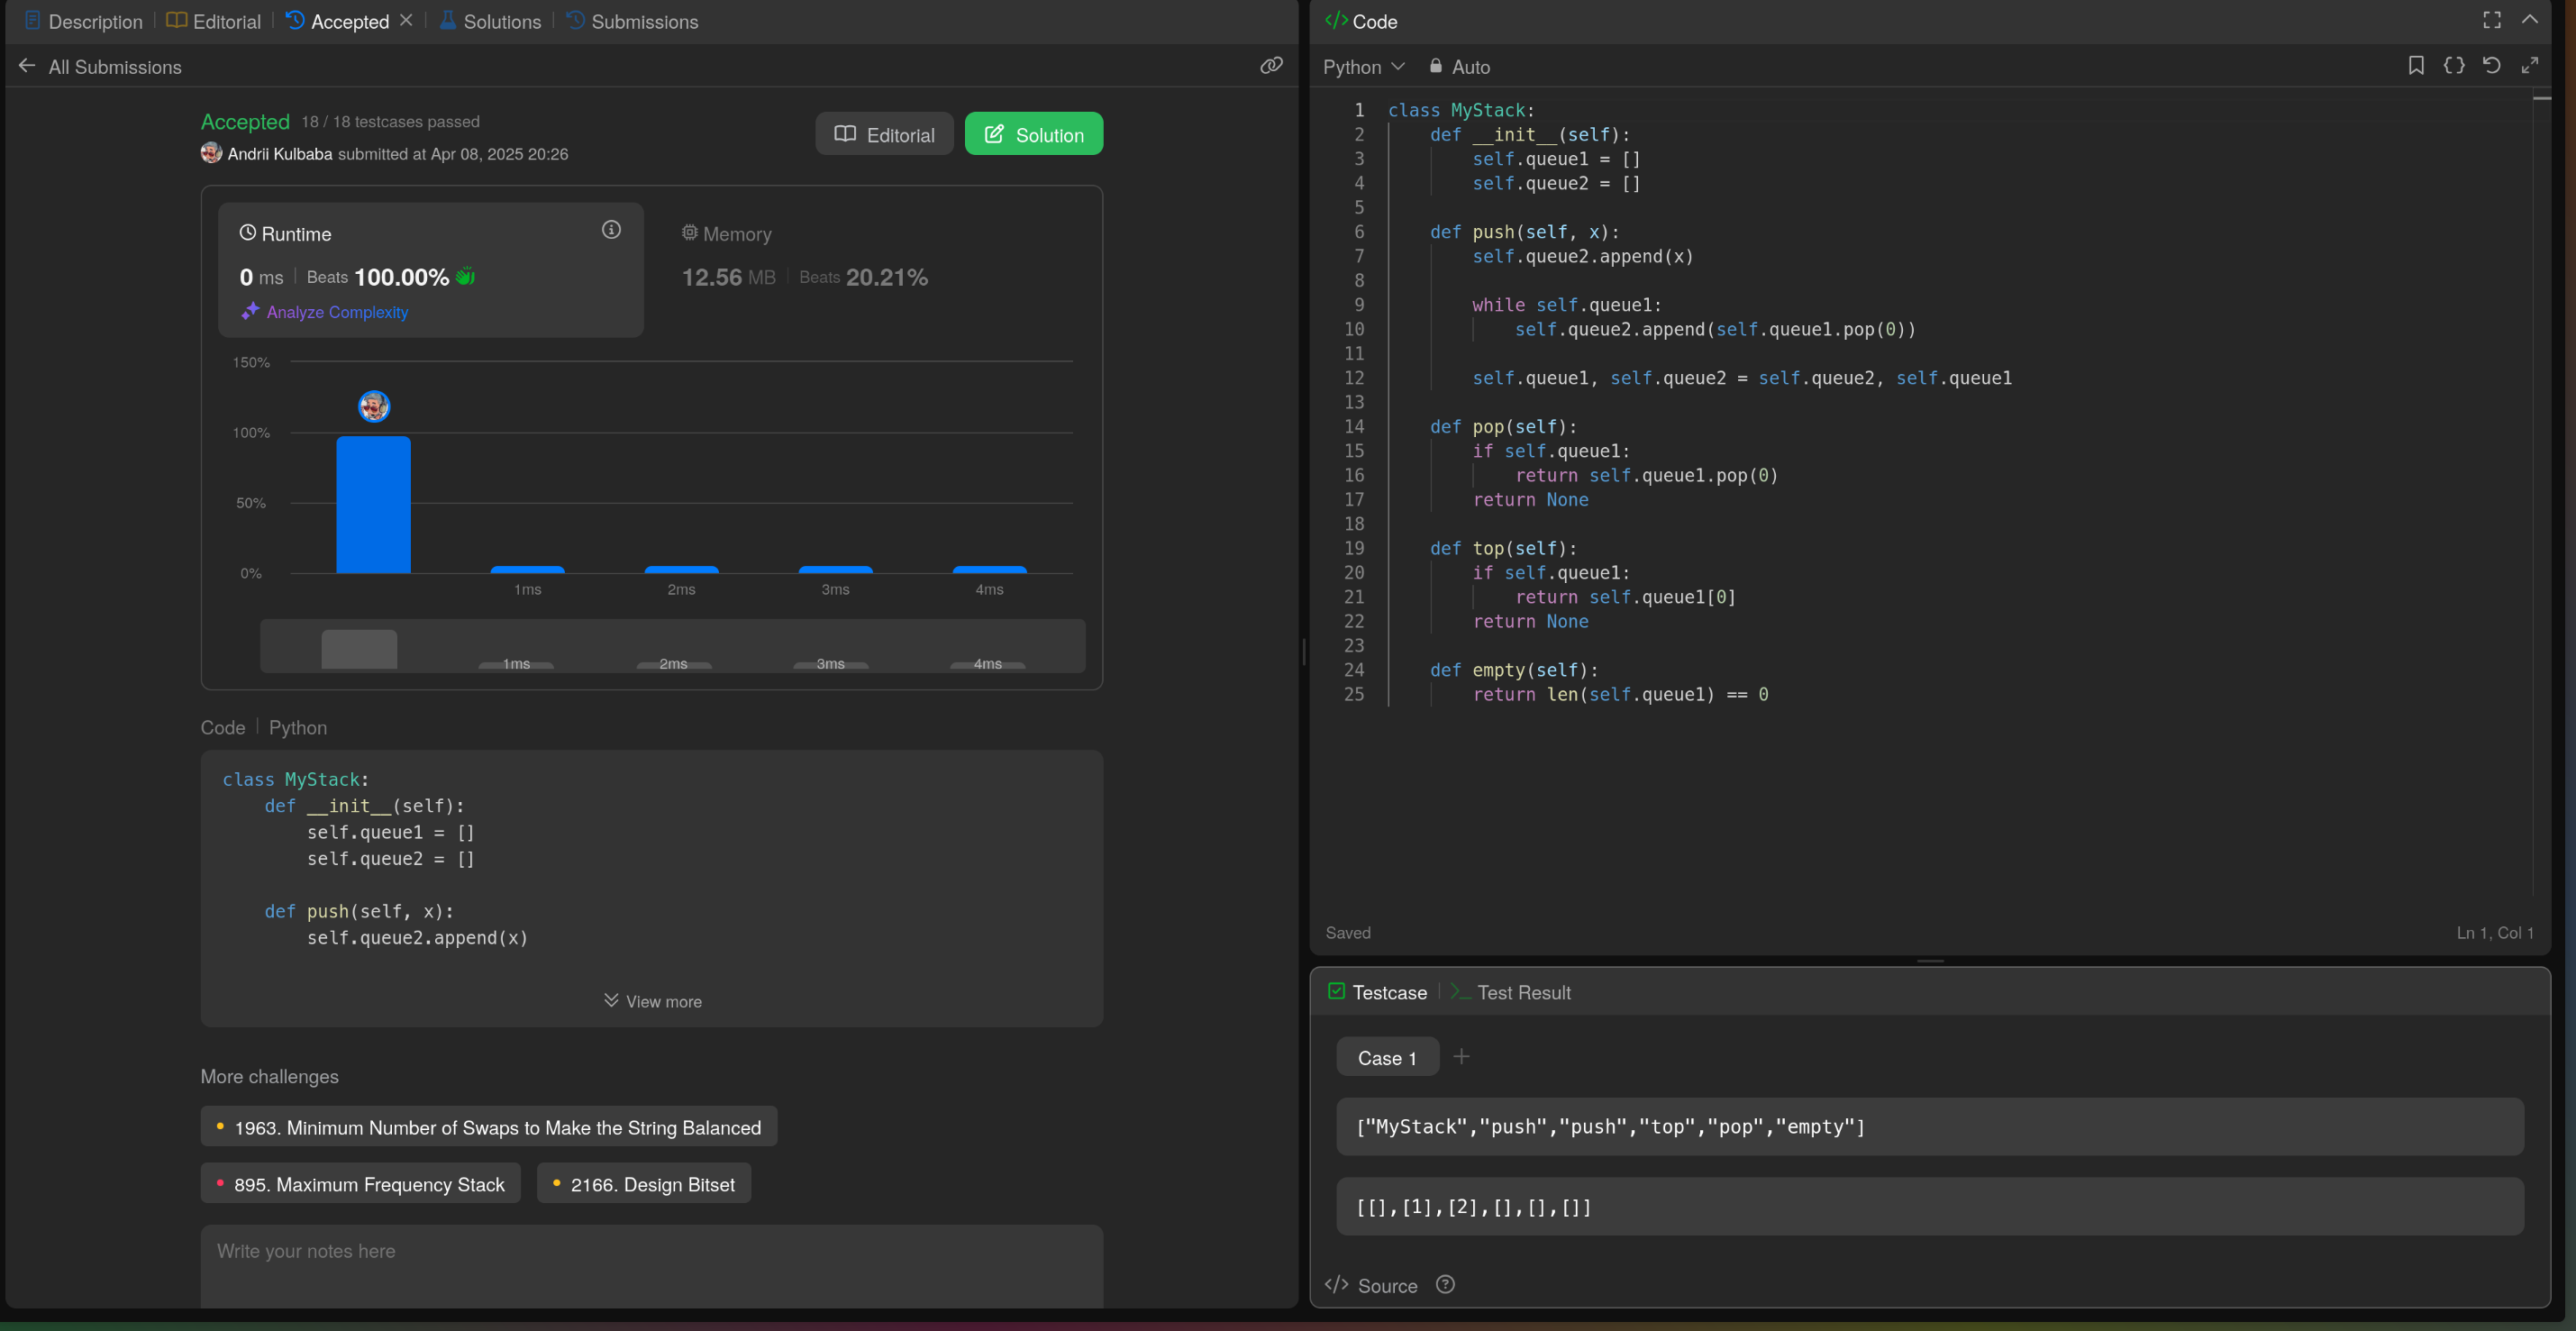 Description
Editorial
Accepted
Solutions
Submissions
All Submissions
Accepted 18 / 18 testcases passed
Andrii Kulbaba submitted at Apr 08, 2025 20:26
Editorial
Solution
Runtime
0 ms Beats 100.00%
Analyze Complexity
Memory
12.56 MB Beats 20.21%
150%
100%
50%
0%
1ms 2ms 3ms 4ms
1ms 2ms 3ms 4ms
Code Python
class MyStack:
    def __init__(self):
        self.queue1 = []
        self.queue2 = []

    def push(self, x):
        self.queue2.append(x)
View more
More challenges
1963. Minimum Number of Swaps to Make the String Balanced
895. Maximum Frequency Stack
2166. Design Bitset
Write your notes here
</> Code
Python Auto
1 class MyStack:
2     def __init__(self):
3         self.queue1 = []
4         self.queue2 = []
5
6     def push(self, x):
7         self.queue2.append(x)
8
9         while self.queue1:
10             self.queue2.append(self.queue1.pop(0))
11
12         self.queue1, self.queue2 = self.queue2, self.queue1
13
14     def pop(self):
15         if self.queue1:
16             return self.queue1.pop(0)
17         return None
18
19     def top(self):
20         if self.queue1:
21             return self.queue1[0]
22         return None
23
24     def empty(self):
25         return len(self.queue1) == 0
Saved
Ln 1, Col 1
Testcase
>_ Test Result
Case 1 +
["MyStack","push","push","top","pop","empty"]
[[],[1],[2],[],[],[]]
</> Source ?